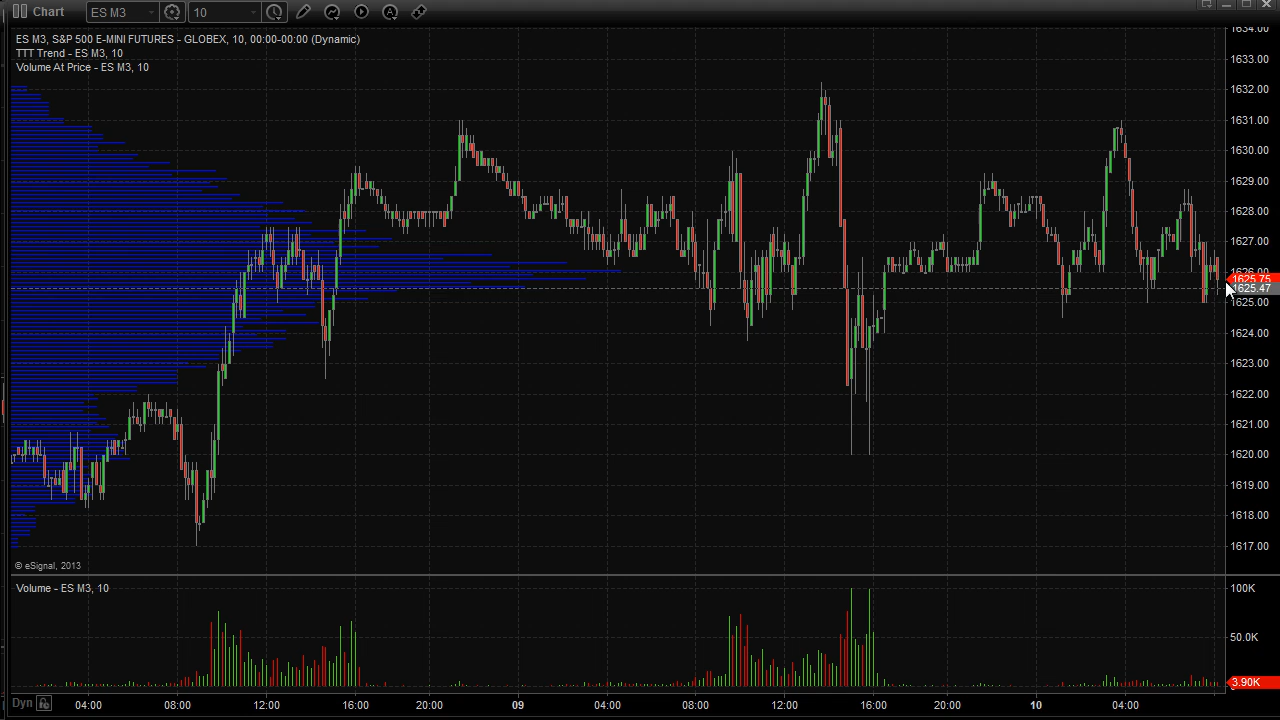 Chart ES M3 10 A
ES M3, S&P 500 E-MINI FUTURES - GLOBEX, 10, 00:00-00:00 (Dynamic)
TTT Trend - ES M3, 10
Volume At Price - ES M3, 10
1634.00
1633.00
1632.00
1631.00
1630.00
1629.00
1628.00
1627.00
1626.00
1625.75
1625.47
1625.00
1624.00
1623.00
1622.00
1621.00
1620.00
1619.00
1618.00
1617.00
© eSignal, 2013
Volume - ES M3, 10
100K
50.0K
3.90K
Dyn 04:00 08:00 12:00 16:00 20:00 09 04:00 08:00 12:00 16:00 20:00 10 04:00